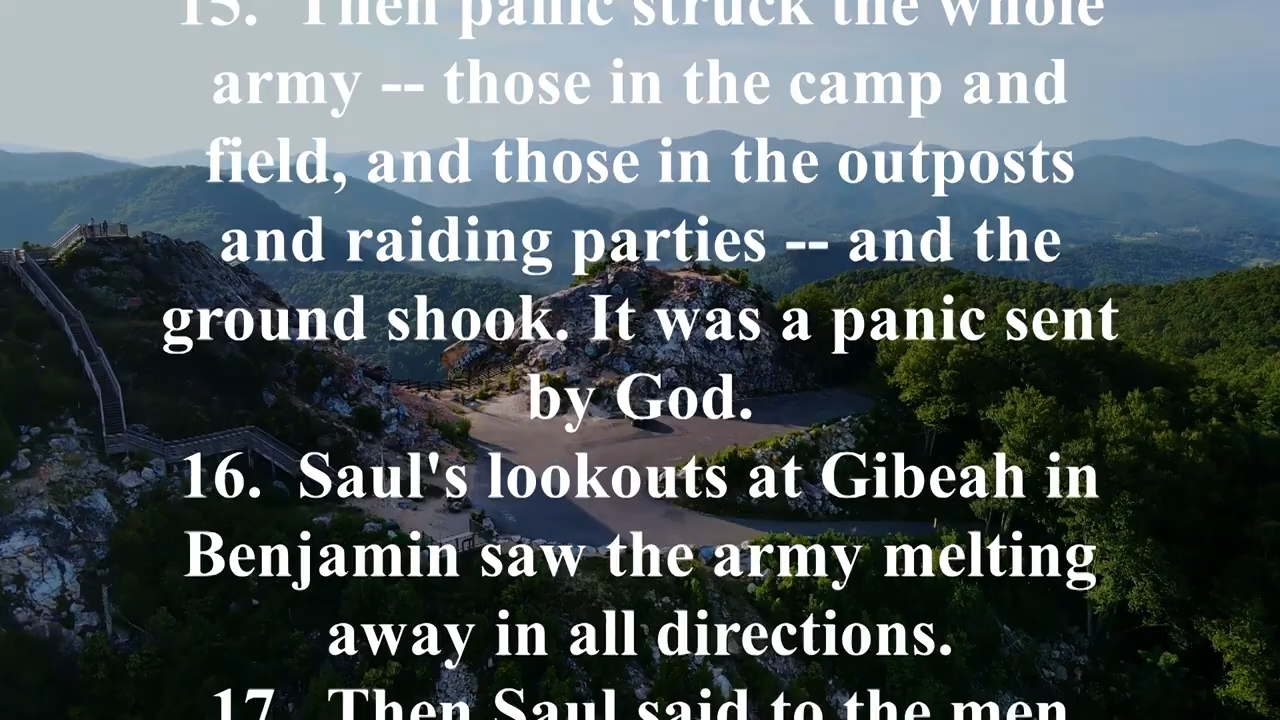 15. Then panic struck the whole
army -- those in the camp and
field, and those in the outposts
and raiding parties -- and the
ground shook. It was a panic sent
by God.
16. Saul's lookouts at Gibeah in
Benjamin saw the army melting
away in all directions.
17. Then Saul said to the men